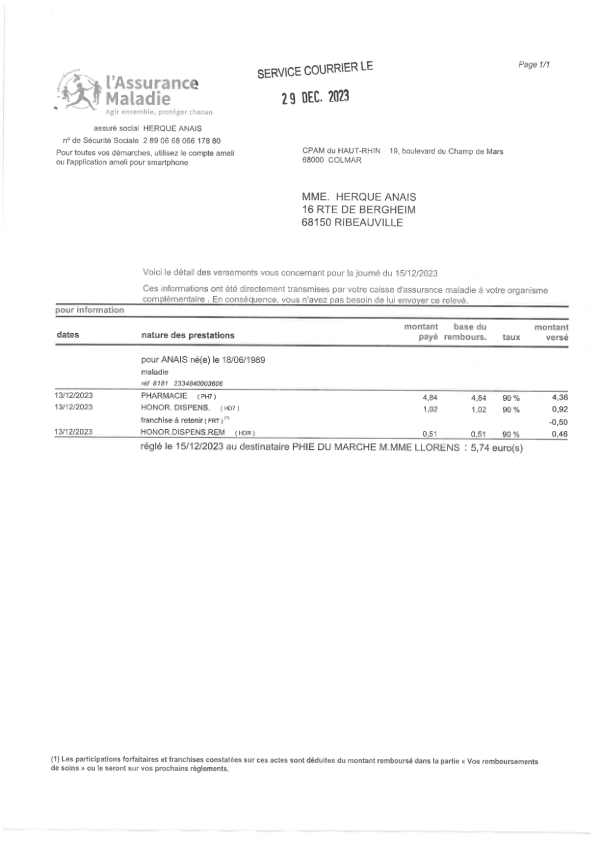 Page 1/1
SERVICE COURRIER LE
29 DEC. 2023
l'Assurance
Maladie
Agir ensemble, protéger chacun
assuré social HERQUE ANAIS
n° de Sécurité Sociale 2 89 06 68 066 178 80
Pour toutes vos démarches, utilisez le compte ameli
ou l'application ameli pour smartphone
CPAM du HAUT-RHIN 19, boulevard du Champ de Mars
68000 COLMAR
MME. HERQUE ANAIS
16 RTE DE BERGHEIM
68150 RIBEAUVILLE
Voici le détail des versements vous concernant pour la journé du 15/12/2023
Ces informations ont été directement transmises par votre caisse d'assurance maladie à votre organisme
complémentaire . En conséquence, vous n'avez pas besoin de lui envoyer ce relevé.
pour information
dates nature des prestations montant payé base du rembours. taux montant versé
pour ANAIS né(e) le 18/06/1989
maladie
réf 8181 2334840003606
13/12/2023 PHARMACIE (PH7) 4,84 4,84 90 % 4,36
13/12/2023 HONOR. DISPENS. (HD7) 1,02 1,02 90 % 0,92
franchise à retenir (FRT) (1) -0,50
13/12/2023 HONOR.DISPENS.REM (HDR) 0,51 0,51 90 % 0,46
réglé le 15/12/2023 au destinataire PHIE DU MARCHE M.MME LLORENS : 5,74 euro(s)
(1) Les participations forfaitaires et franchises constatées sur ces actes sont déduites du montant remboursé dans la partie « Vos remboursements
de soins » ou le seront sur vos prochains règlements.